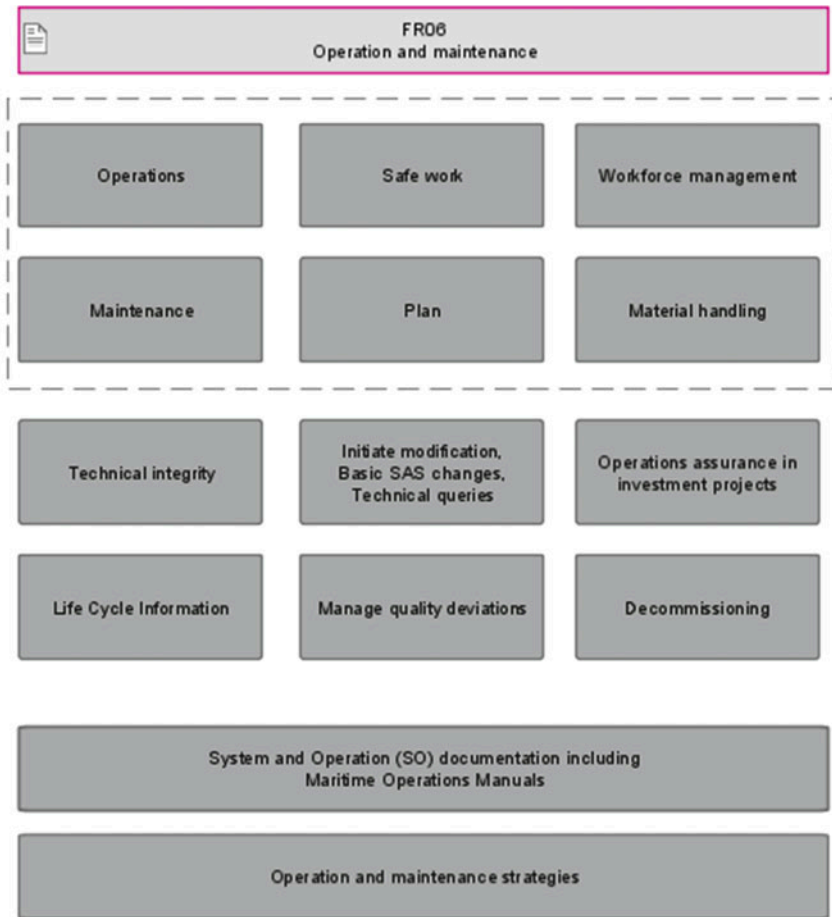 FR06
Operation and maintenance
Operations
Safe work
Workforce management
Maintenance
Plan
Material handling
Technical integrity
Initiate modification,
Basic SAS changes,
Technical queries
Operations assurance in
investment projects
Life Cycle Information
Manage quality deviations
Decommissioning
System and Operation (SO) documentation including
Maritime Operations Manuals
Operation and maintenance strategies